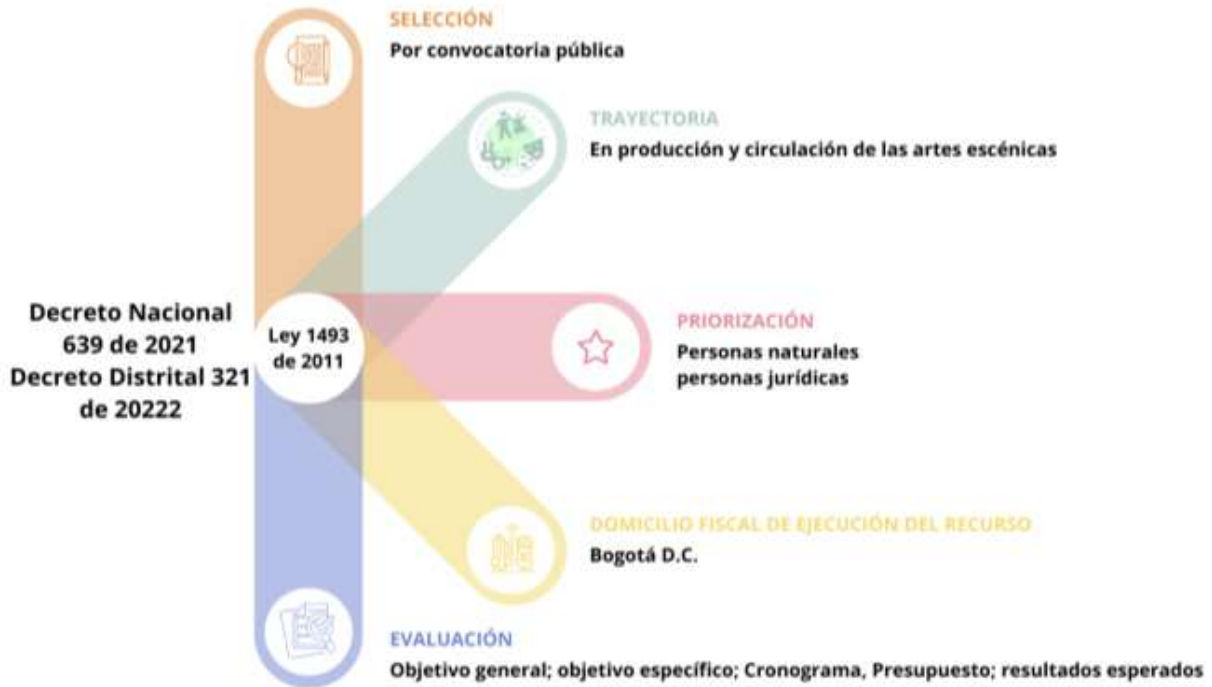 SELECCIÓN
Por convocatoria pública
TRAYECTORIA
En producción y circulación de las artes escénicas
Decreto Nacional
639 de 2021
Decreto Distrital 321
de 20222
Ley 1493
de 2011
PRIORIZACIÓN
Personas naturales
personas jurídicas
DOMICILIO FISCAL DE EJECUCIÓN DEL RECURSO
Bogotá D.C.
EVALUACIÓN
Objetivo general; objetivo específico; Cronograma, Presupuesto; resultados esperados